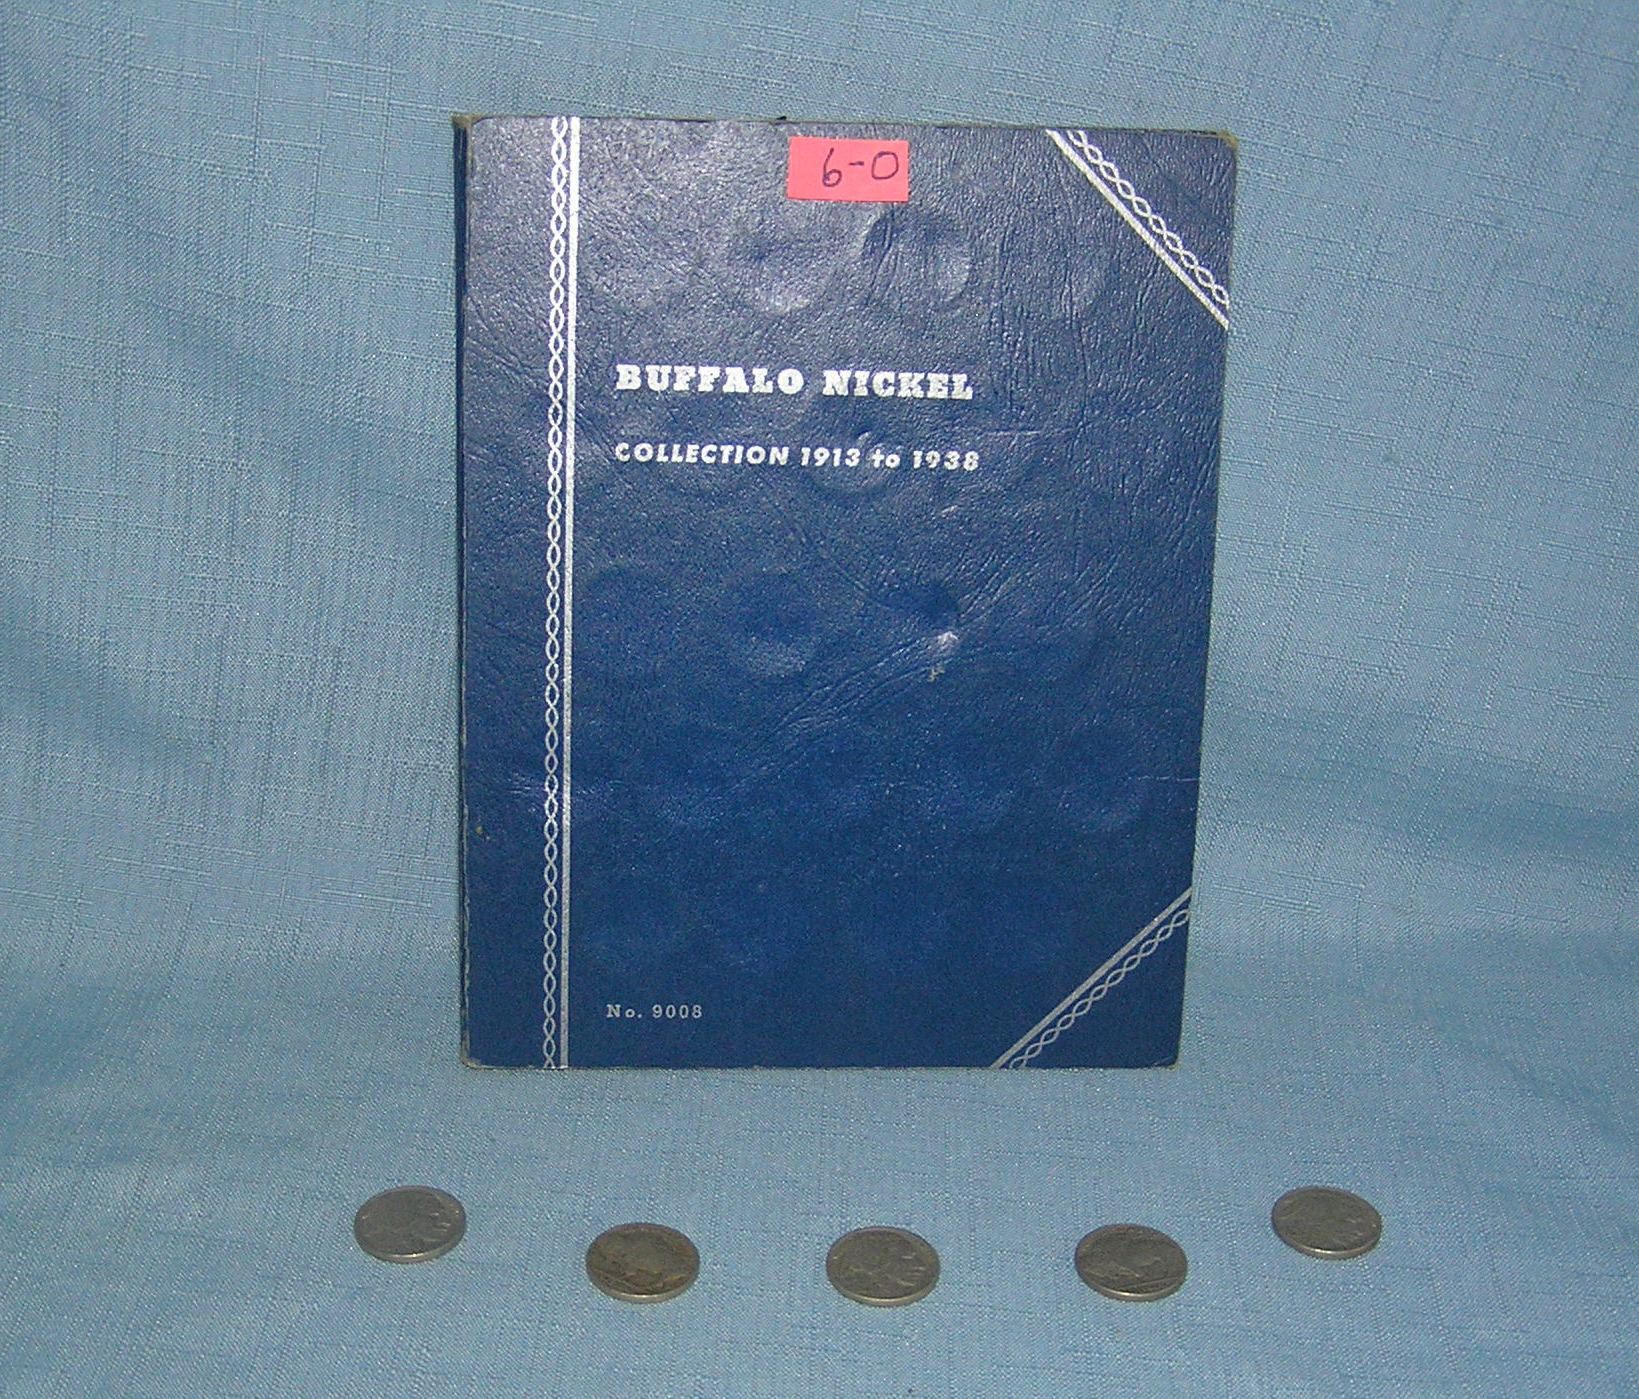 6-0
BUFFALO NICKEL
COLLECTION 1913 to 1938
No. 9008